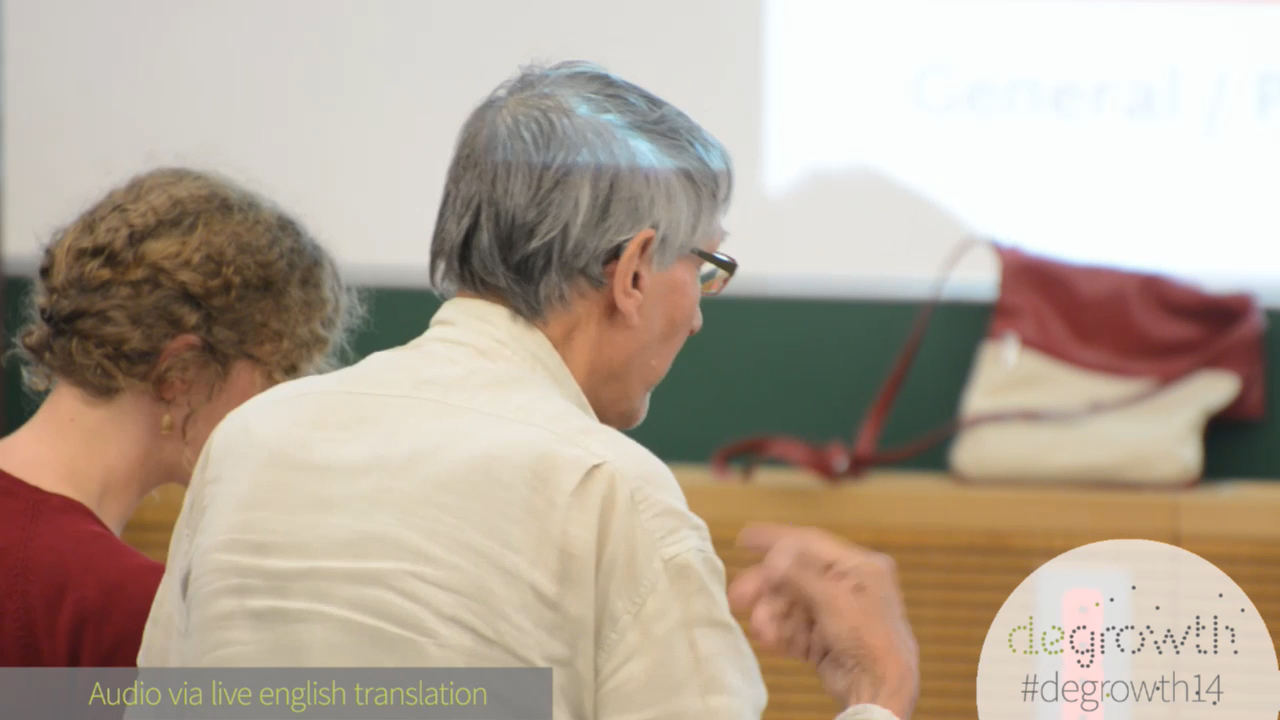 General /
Audio via live english translation
degrowth
#degrowth14